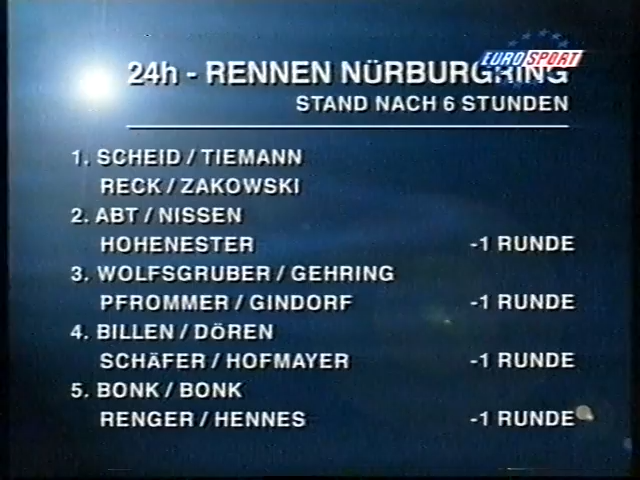 EUROSPORT
24h - RENNEN NÜRBURGRING
STAND NACH 6 STUNDEN
1. SCHEID / TIEMANN
RECK / ZAKOWSKI
2. ABT / NISSEN
HOHENESTER -1 RUNDE
3. WOLFSGRUBER / GEHRING
PFROMMER / GINDORF -1 RUNDE
4. BILLEN / DÖREN
SCHÄFER / HOFMAYER -1 RUNDE
5. BONK / BONK
RENGER / HENNES -1 RUNDE